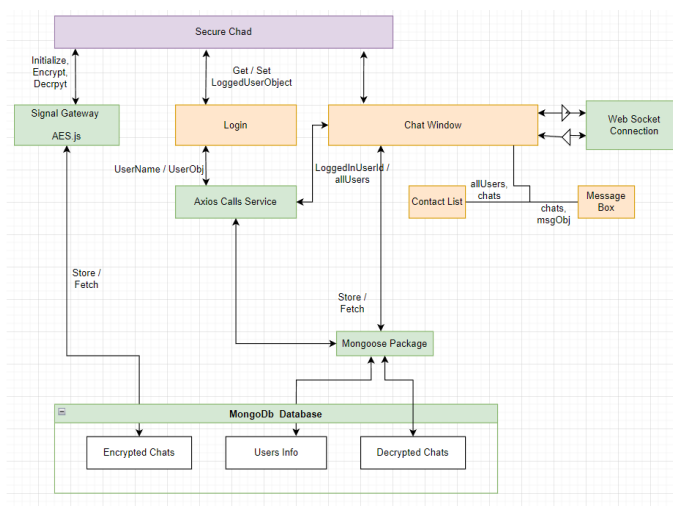 Secure Chad
Initialize,
Encrypt,
Decrpyt
Get / Set
LoggedUserObject
Signal Gateway
AES.js
Login
Chat Window
Web Socket
Connection
UserName / UserObj
LoggedInUserId /
allUsers
Axios Calls Service
allUsers,
chats
Contact List
chats,
msgObj
Message
Box
Store /
Fetch
Store /
Fetch
Mongoose Package
MongoDb Database
Encrypted Chats
Users Info
Decrypted Chats